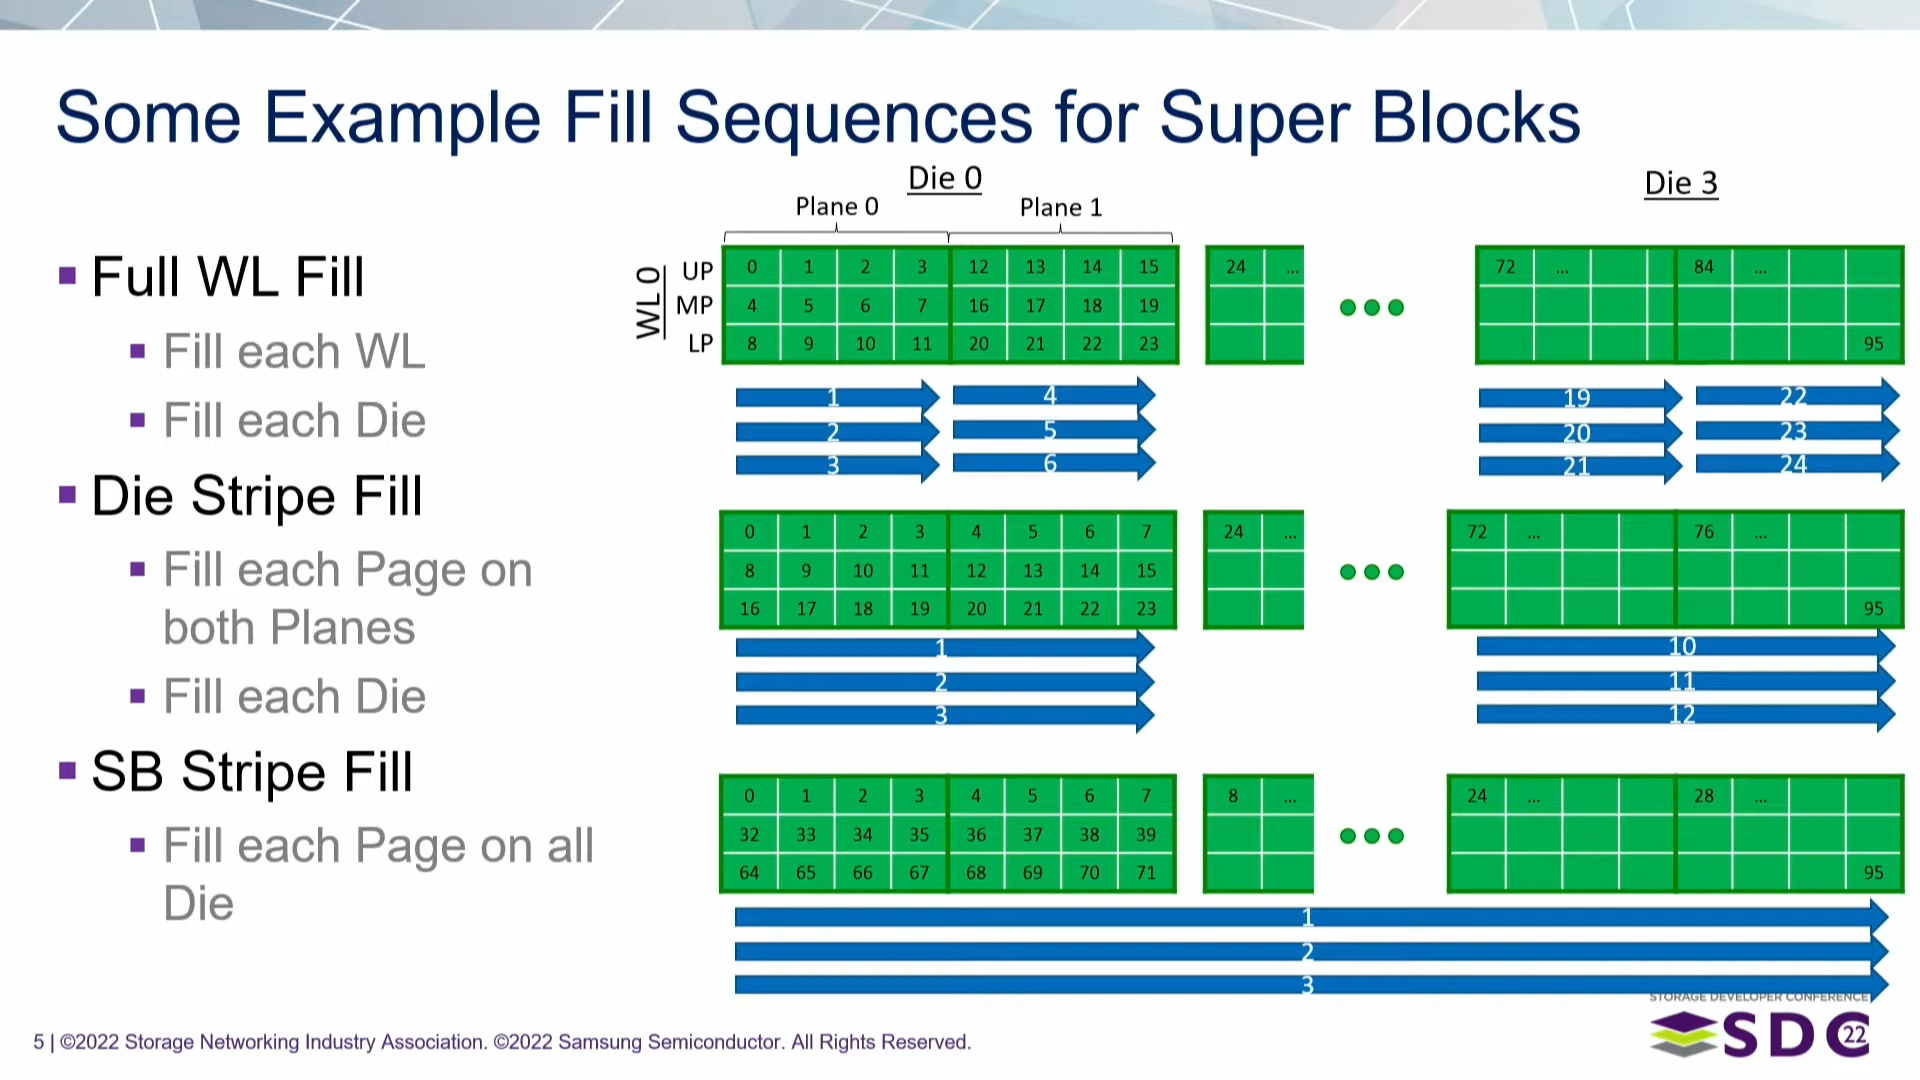 Some Example Fill Sequences for Super Blocks
Die 0
Die 3
Plane 0 Plane 1
▪ Full WL Fill
▪ Fill each WL
▪ Fill each Die
▪ Die Stripe Fill
▪ Fill each Page on
both Planes
▪ Fill each Die
▪ SB Stripe Fill
▪ Fill each Page on all
Die
WL 0
UP 0 1 2 3 12 13 14 15 24 ... 72 ... 84 ...
MP 4 5 6 7 16 17 18 19
LP 8 9 10 11 20 21 22 23 95
1 4 19 22
2 5 20 23
3 6 21 24
0 1 2 3 4 5 6 7 24 ... 72 ... 76 ...
8 9 10 11 12 13 14 15
16 17 18 19 20 21 22 23 95
1 10
2 11
3 12
0 1 2 3 4 5 6 7 8 ... 24 ... 28 ...
32 33 34 35 36 37 38 39
64 65 66 67 68 69 70 71 95
1
2
3
STORAGE DEVELOPER CONFERENCE
SDC 22
5 | ©2022 Storage Networking Industry Association. ©2022 Samsung Semiconductor. All Rights Reserved.